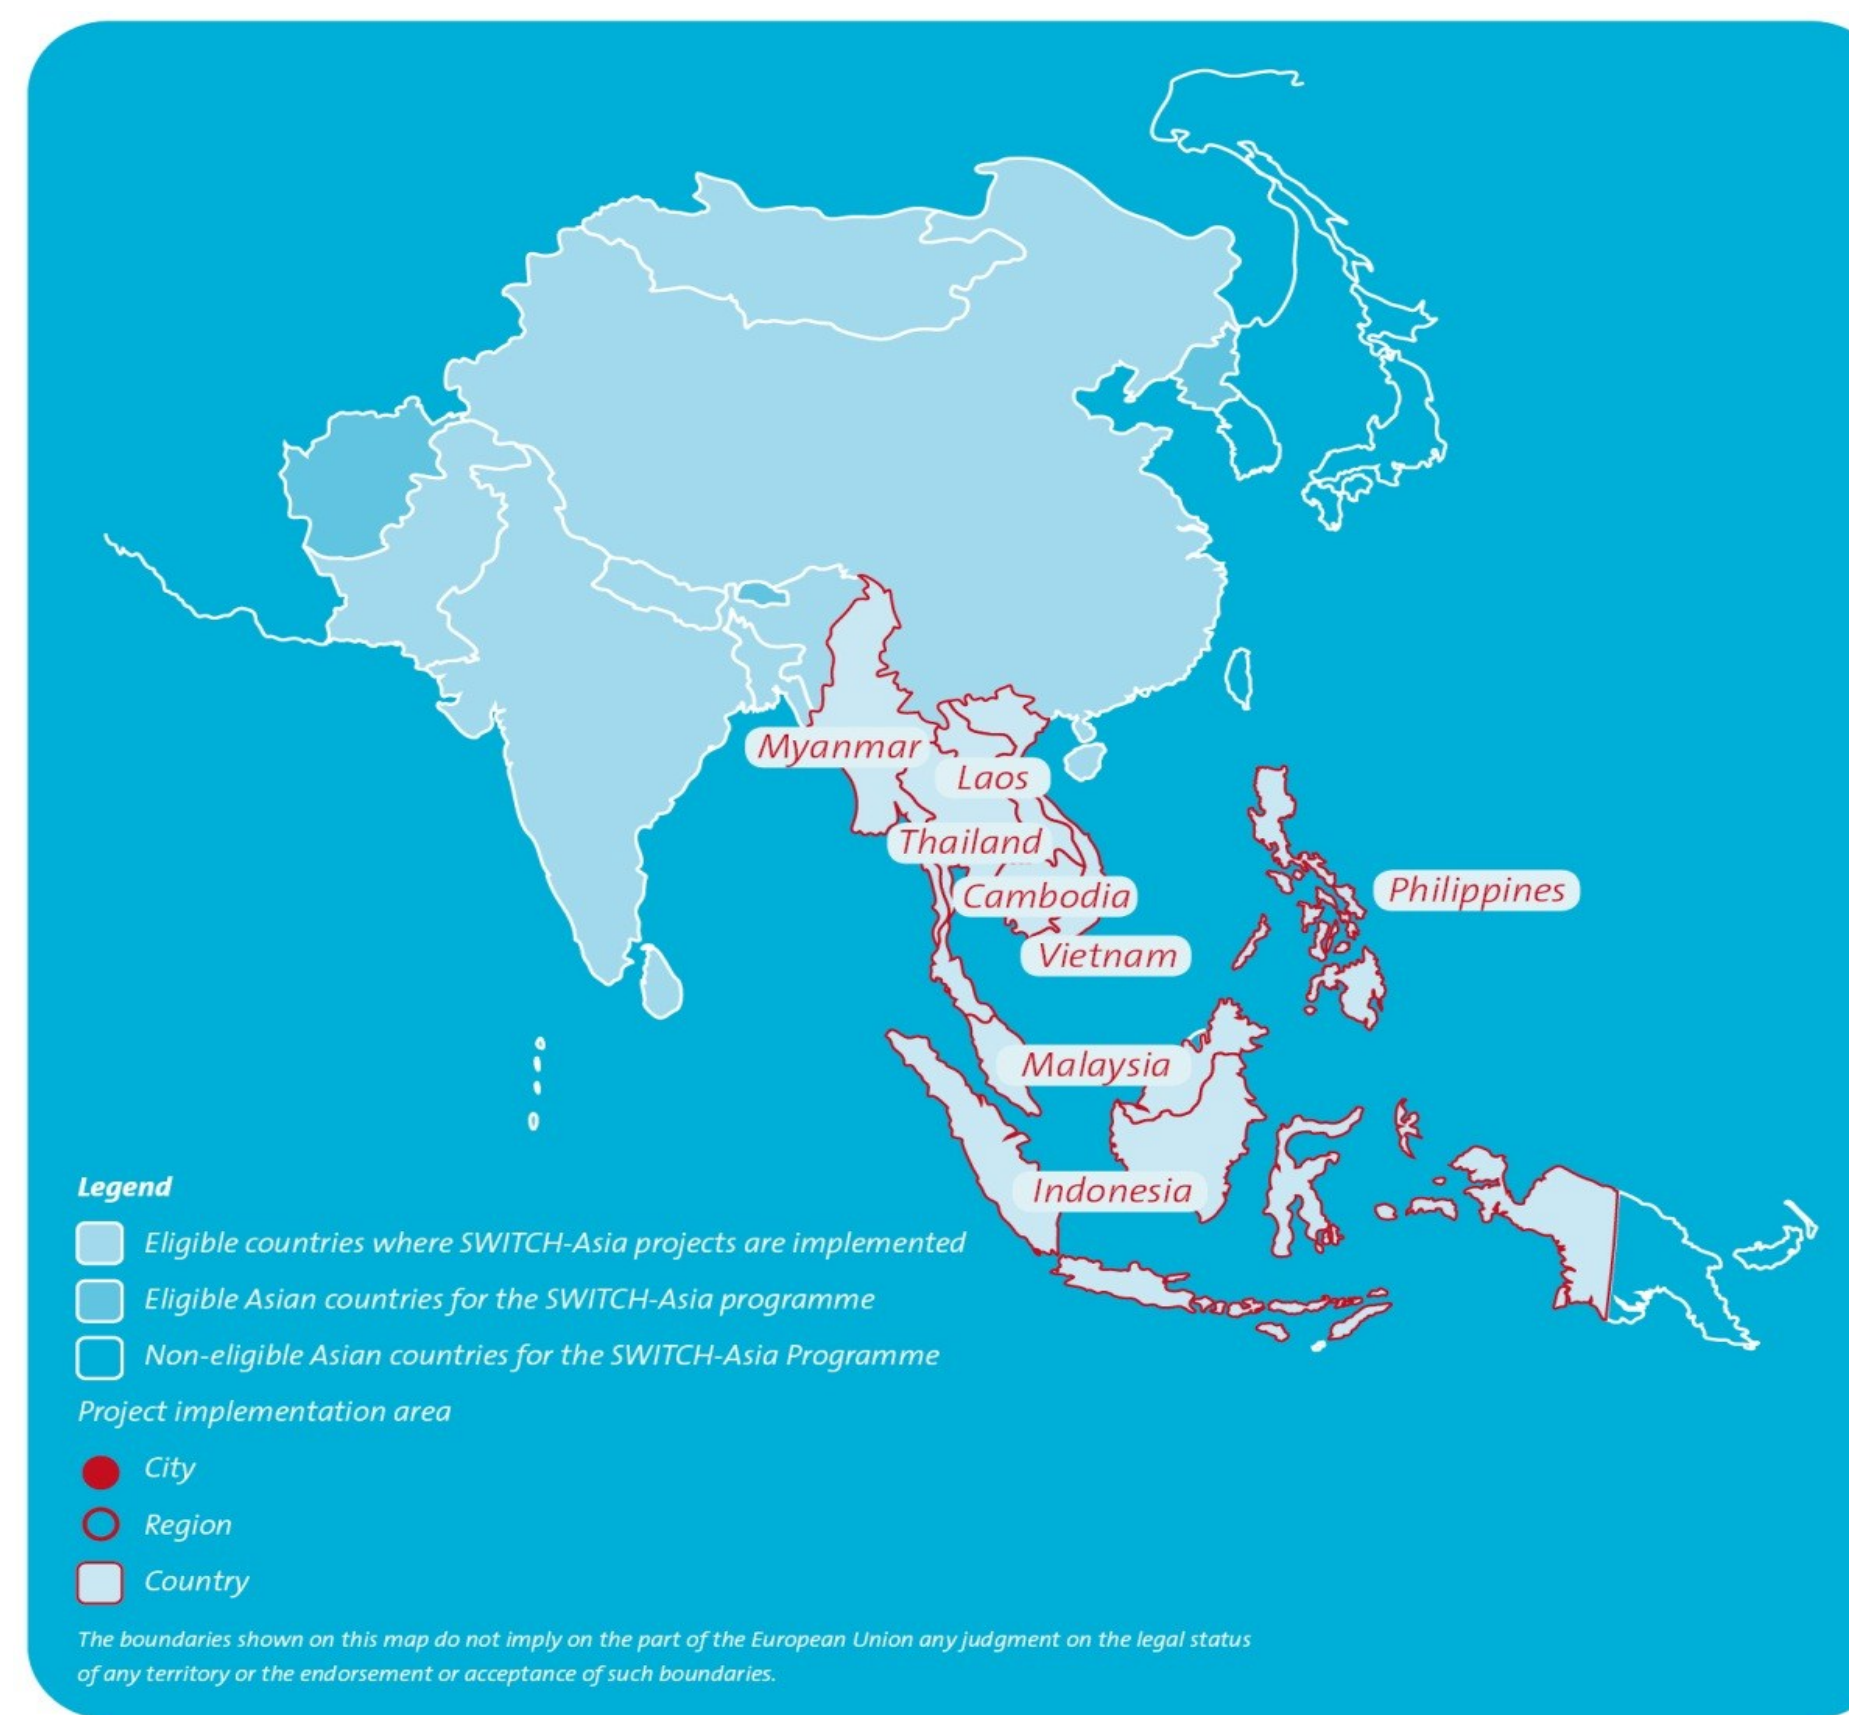 Myanmar
Laos
Thailand
Cambodia
Philippines
Vietnam
Malaysia
Indonesia
Legend
Eligible countries where SWITCH-Asia projects are implemented
Eligible Asian countries for the SWITCH-Asia programme
Non-eligible Asian countries for the SWITCH-Asia Programme
Project implementation area
City
Region
Country
The boundaries shown on this map do not imply on the part of the European Union any judgment on the legal status
of any territory or the endorsement or acceptance of such boundaries.